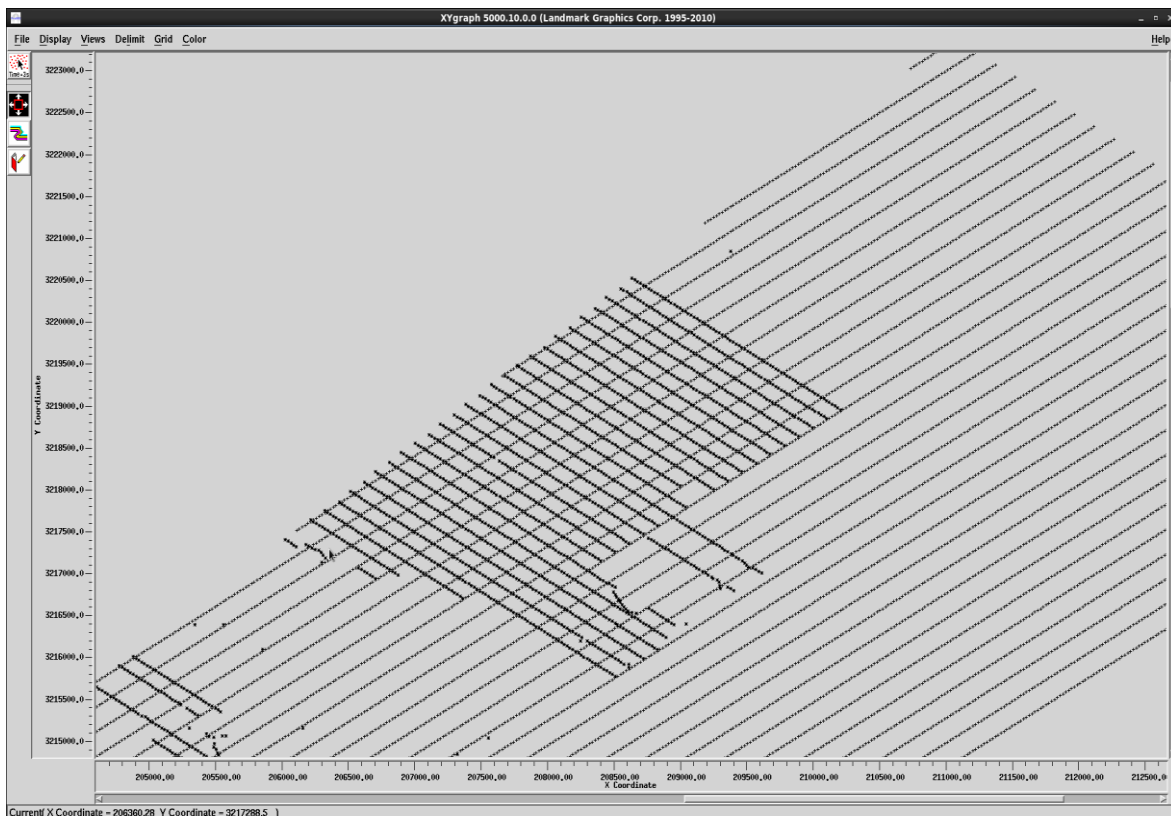 XYgraph 5000.10.0.0 (Landmark Graphics Corp. 1995-2010)
File Display Views Delimit Grid Color Help
Time-2s
3223000.0
3222500.0
3222000.0
3221500.0
3221000.0
3220500.0
3220000.0
3219500.0
3219000.0
3218500.0
3218000.0
3217500.0
3217000.0
3216500.0
3216000.0
3215500.0
3215000.0
Y Coordinate
205000.00 205500.00 206000.00 206500.00 207000.00 207500.00 208000.00 208500.00 209000.00 209500.00 210000.00 210500.00 211000.00 211500.00 212000.00 212500.0
X Coordinate
Current( X Coordinate = 206360.28 Y Coordinate = 3217288.5 )